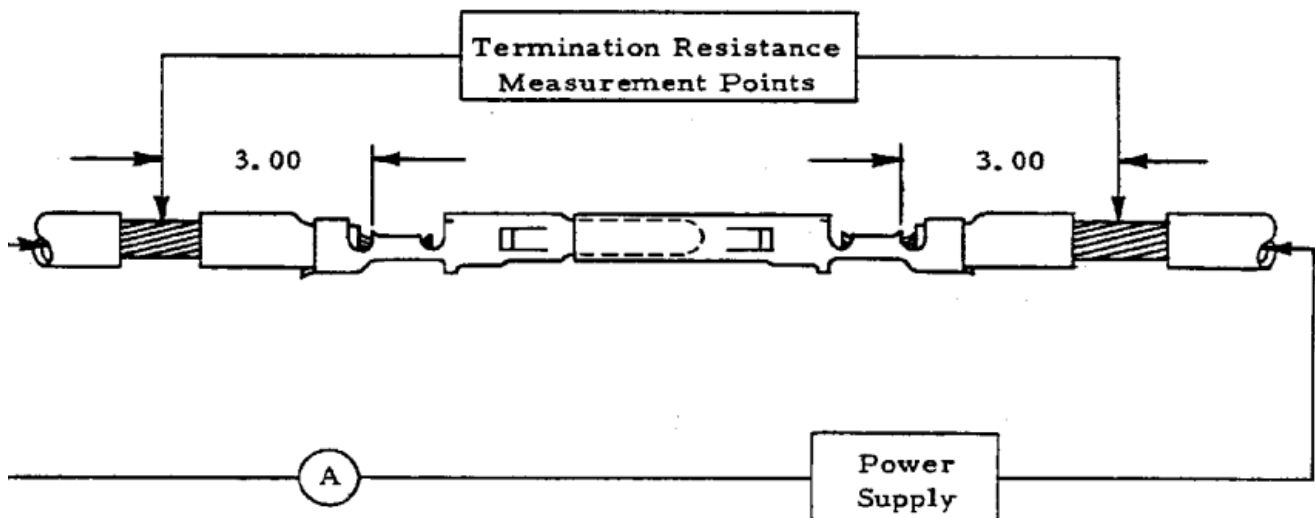 Termination Resistance
Measurement Points
3.00
3.00
A
Power
Supply